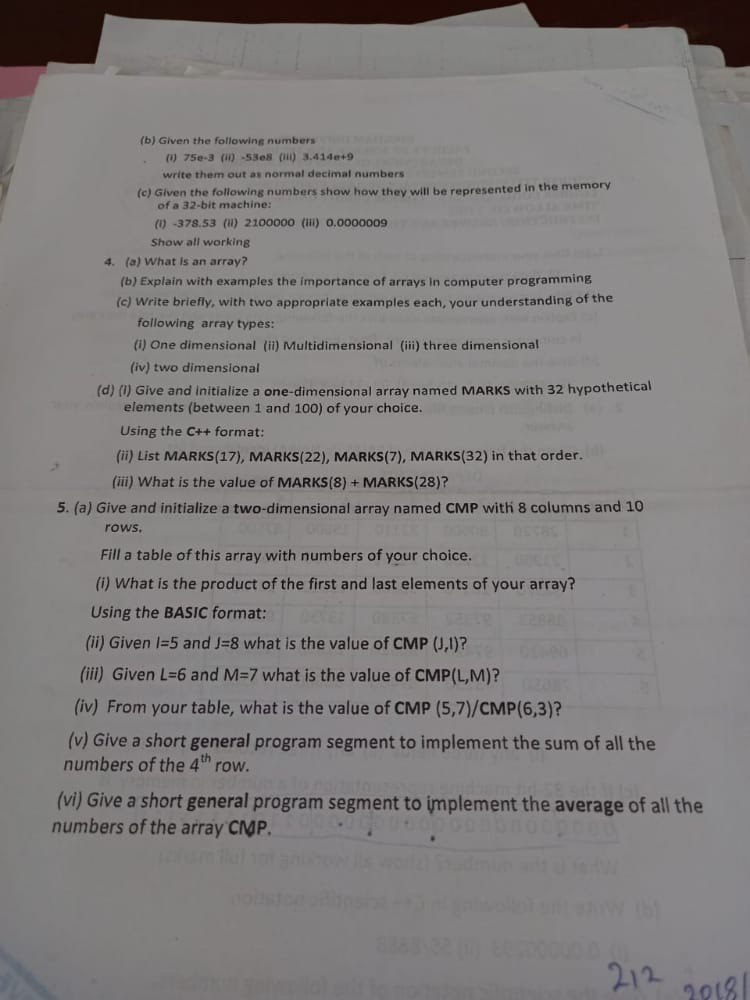 (b) Given the following numbers
(i) 75e-3 (ii) -53e8 (iii) 3.414e+9
write them out as normal decimal numbers
(c) Given the following numbers show how they will be represented in the memory
of a 32-bit machine:
(i) -378.53 (ii) 2100000 (iii) 0.0000009
Show all working
4. (a) What is an array?
(b) Explain with examples the importance of arrays in computer programming
(c) Write briefly, with two appropriate examples each, your understanding of the
following array types:
(i) One dimensional (ii) Multidimensional (iii) three dimensional
(iv) two dimensional
(d) (i) Give and initialize a one-dimensional array named MARKS with 32 hypothetical
elements (between 1 and 100) of your choice.
Using the C++ format:
(ii) List MARKS(17), MARKS(22), MARKS(7), MARKS(32) in that order.
(iii) What is the value of MARKS(8) + MARKS(28)?
5. (a) Give and initialize a two-dimensional array named CMP with 8 columns and 10
rows.
Fill a table of this array with numbers of your choice.
(i) What is the product of the first and last elements of your array?
Using the BASIC format:
(ii) Given I=5 and J=8 what is the value of CMP (J,I)?
(iii) Given L=6 and M=7 what is the value of CMP(L,M)?
(iv) From your table, what is the value of CMP (5,7)/CMP(6,3)?
(v) Give a short general program segment to implement the sum of all the
numbers of the 4th row.
(vi) Give a short general program segment to implement the average of all the
numbers of the array CMP.
212
2018/